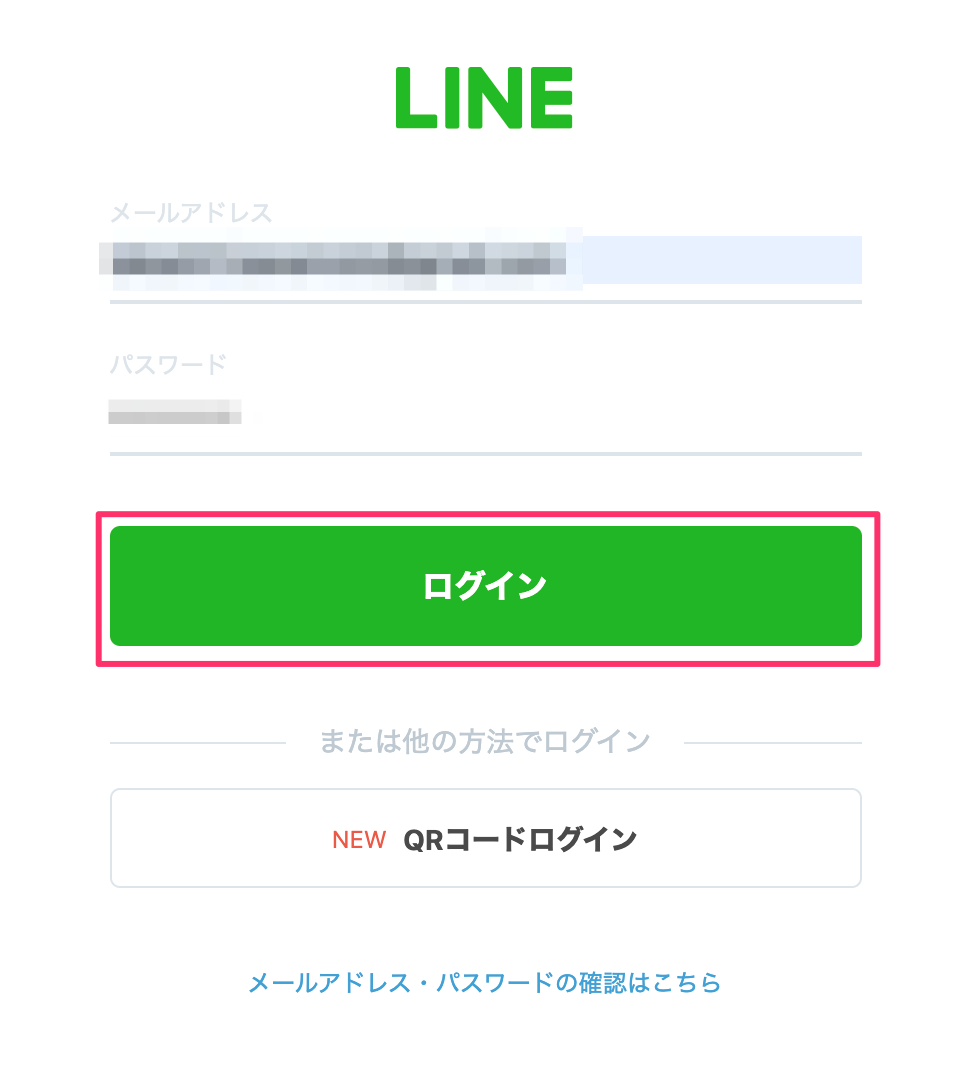 LINE
メールアドレス
パスワード
ログイン
または他の方法でログイン
NEW QRコードログイン
メールアドレス・パスワードの確認はこちら